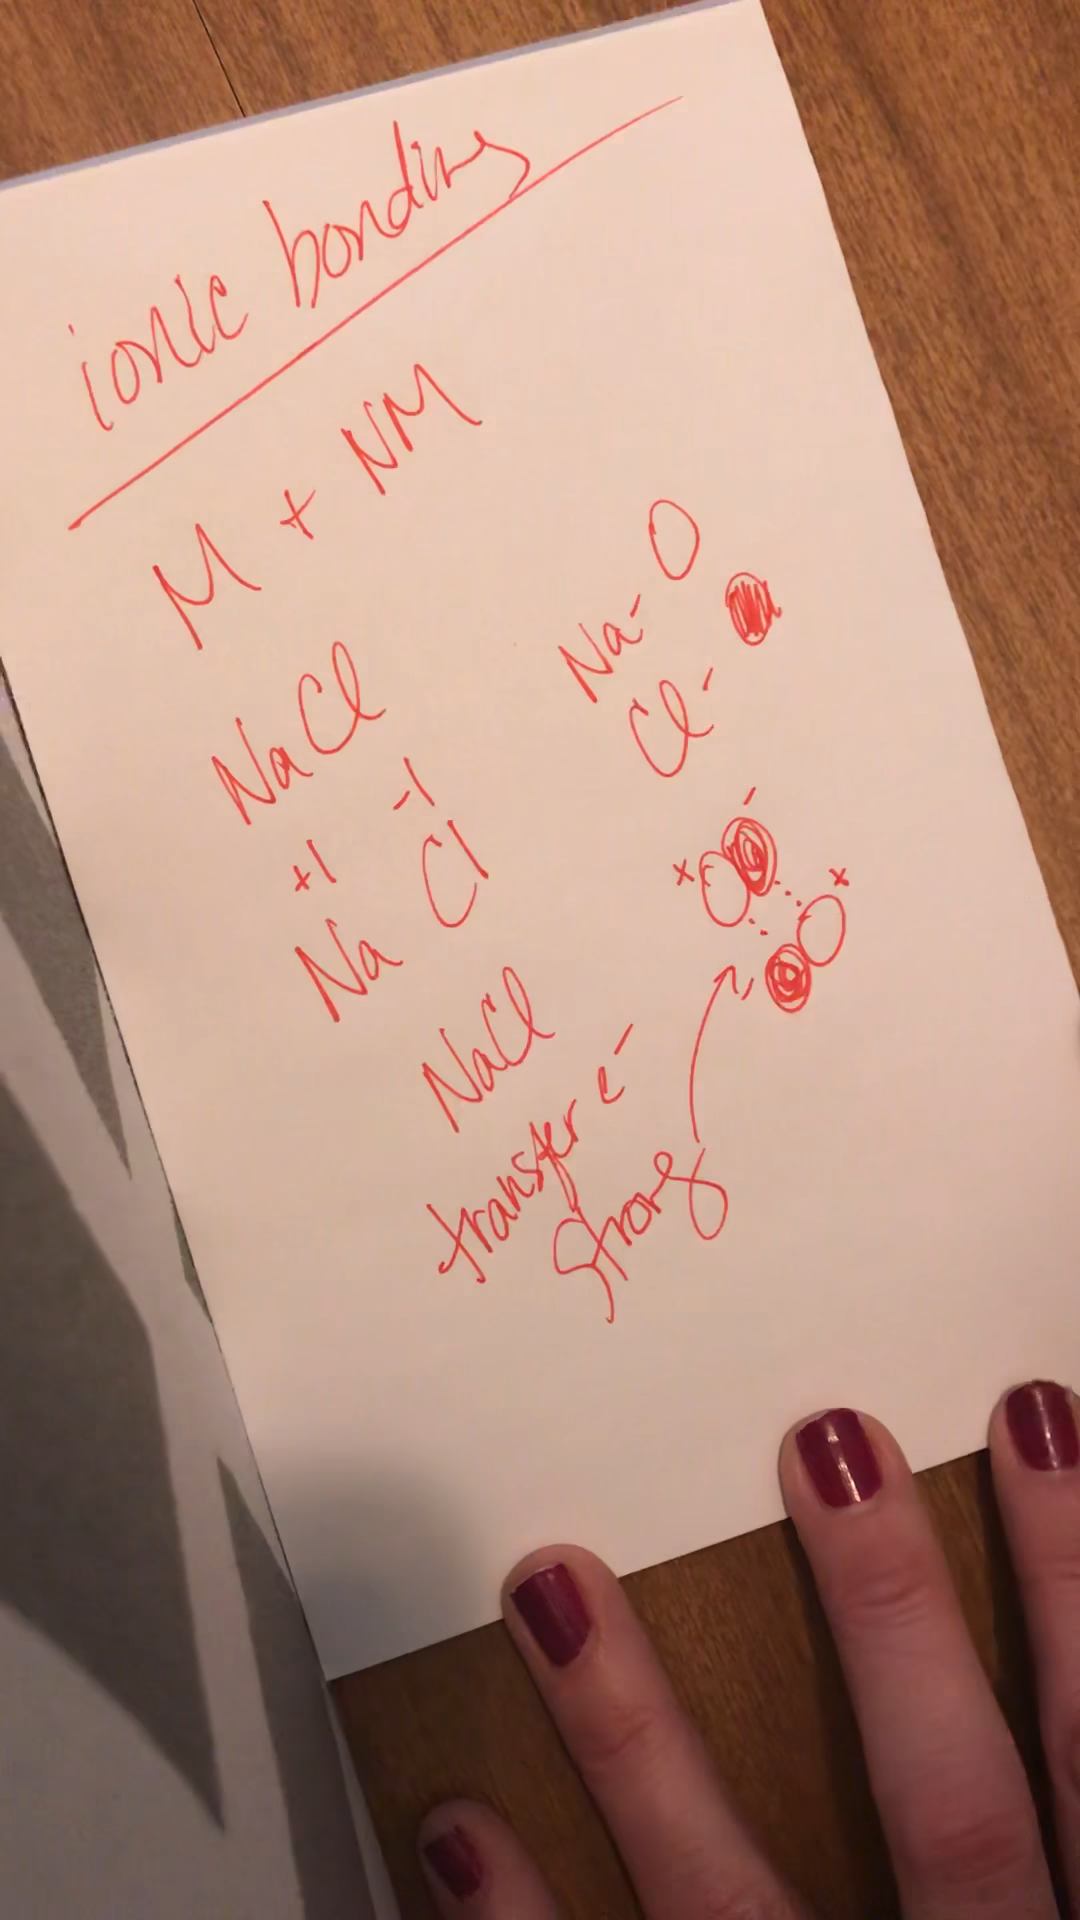 ionic bonding
M + NM
NaCl
+1 -1
Na Cl
NaCl
transfer e-
strong
Na- O
Cl-
-
+ +
-